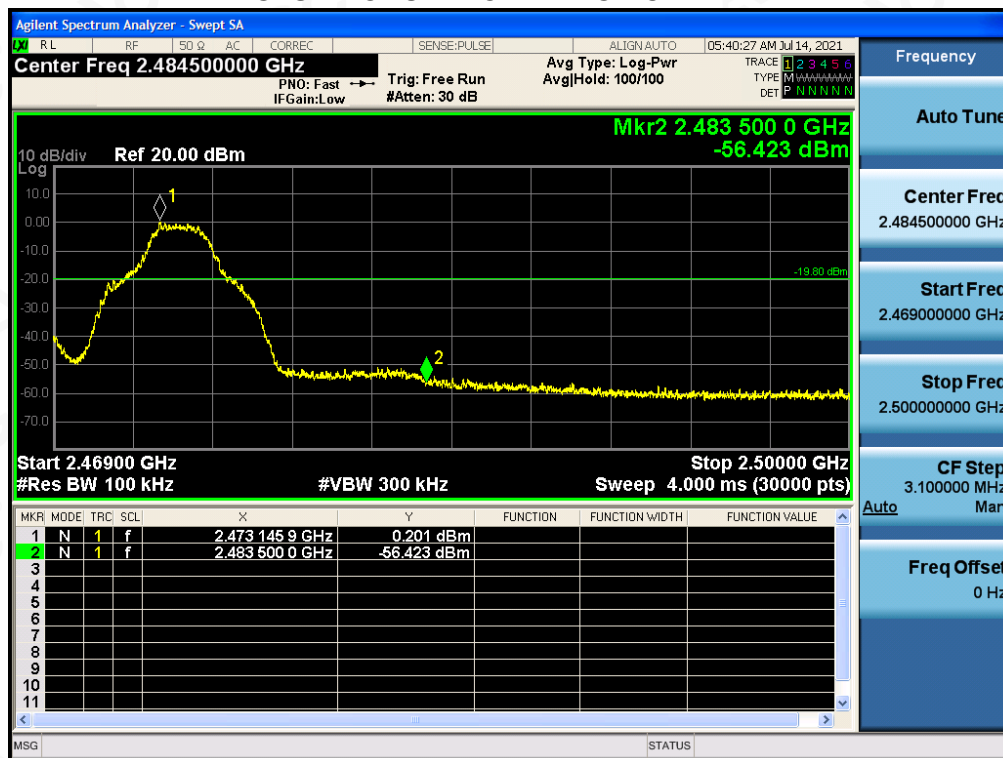 Agilent Spectrum Analyzer - Swept SA
LXI RL RF 50 Ω AC CORREC SENSE:PULSE ALIGN AUTO 05:40:27 AM Jul 14, 2021
Center Freq 2.484500000 GHz
PNO: Fast
IFGain:Low
Trig: Free Run
#Atten: 30 dB
Avg Type: Log-Pwr
Avg|Hold: 100/100
TRACE 1 2 3 4 5 6
TYPE M
DET P N N N N N
Mkr2 2.483 500 0 GHz
-56.423 dBm
10 dB/div Ref 20.00 dBm
Log
10.0
0.00
-10.0
-20.0
-30.0
-40.0
-50.0
-60.0
-70.0
1
-19.80 dBm
2
Start 2.46900 GHz Stop 2.50000 GHz
#Res BW 100 kHz #VBW 300 kHz Sweep 4.000 ms (30000 pts)
MKR MODE TRC SCL X Y FUNCTION FUNCTION WIDTH FUNCTION VALUE
1 N 1 f 2.473 145 9 GHz 0.201 dBm
2 N 1 f 2.483 500 0 GHz -56.423 dBm
3
4
5
6
7
8
9
10
11
MSG STATUS
Frequency
Auto Tune
Center Freq
2.484500000 GHz
Start Freq
2.469000000 GHz
Stop Freq
2.500000000 GHz
CF Step
3.100000 MHz
Auto Man
Freq Offset
0 Hz